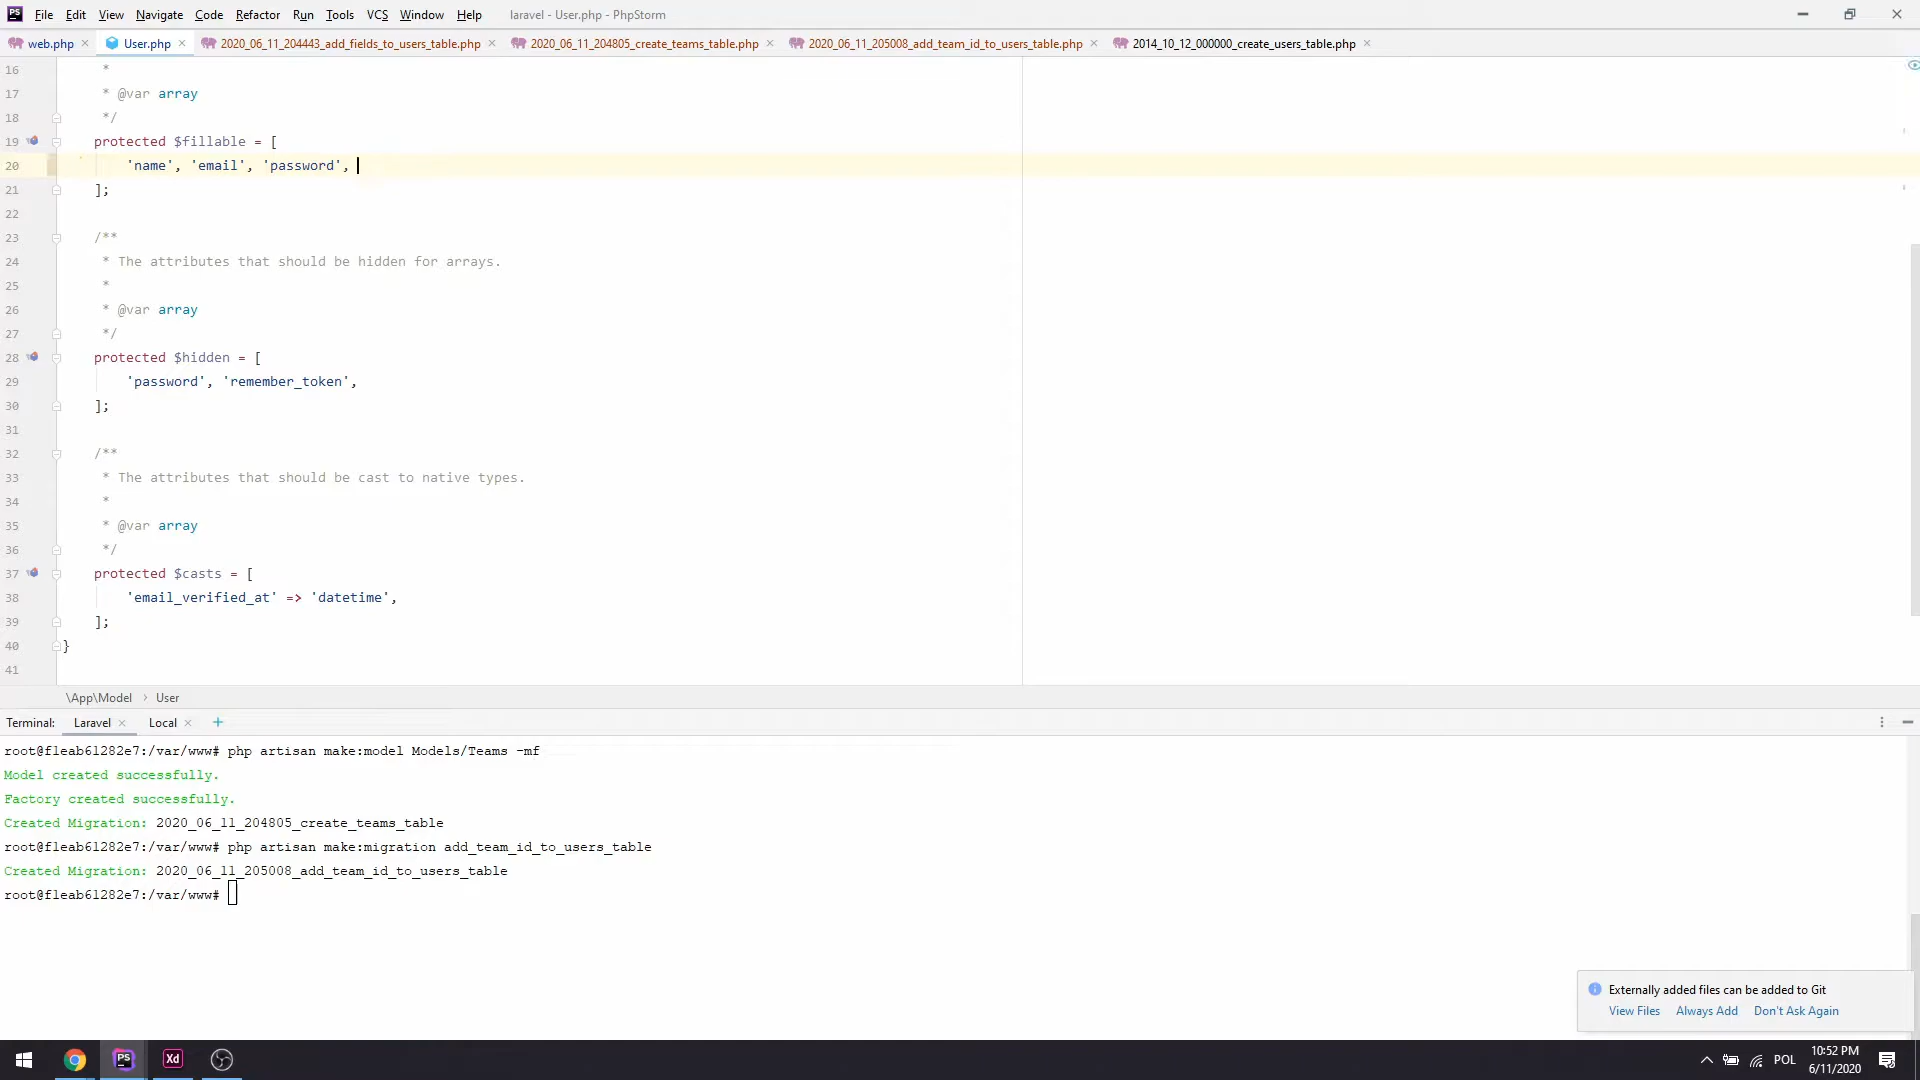 PS File Edit View Navigate Code Refactor Run Tools VCS Window Help laravel - User.php - PhpStorm
web.php User.php 2020_06_11_204443_add_fields_to_users_table.php 2020_06_11_204805_create_teams_table.php 2020_06_11_205008_add_team_id_to_users_table.php 2014_10_12_000000_create_users_table.php
16 *
17 * @var array
18 */
19 protected $fillable = [
20 'name', 'email', 'password',
21 ];
22
23 /**
24 * The attributes that should be hidden for arrays.
25 *
26 * @var array
27 */
28 protected $hidden = [
29 'password', 'remember_token',
30 ];
31
32 /**
33 * The attributes that should be cast to native types.
34 *
35 * @var array
36 */
37 protected $casts = [
38 'email_verified_at' => 'datetime',
39 ];
40 }
41
\App\Model › User
Terminal: Laravel Local +
root@f1eab61282e7:/var/www# php artisan make:model Models/Teams -mf
Model created successfully.
Factory created successfully.
Created Migration: 2020_06_11_204805_create_teams_table
root@f1eab61282e7:/var/www# php artisan make:migration add_team_id_to_users_table
Created Migration: 2020_06_11_205008_add_team_id_to_users_table
root@f1eab61282e7:/var/www#
Externally added files can be added to Git
View Files Always Add Don't Ask Again
PS Xd POL 10:52 PM
6/11/2020